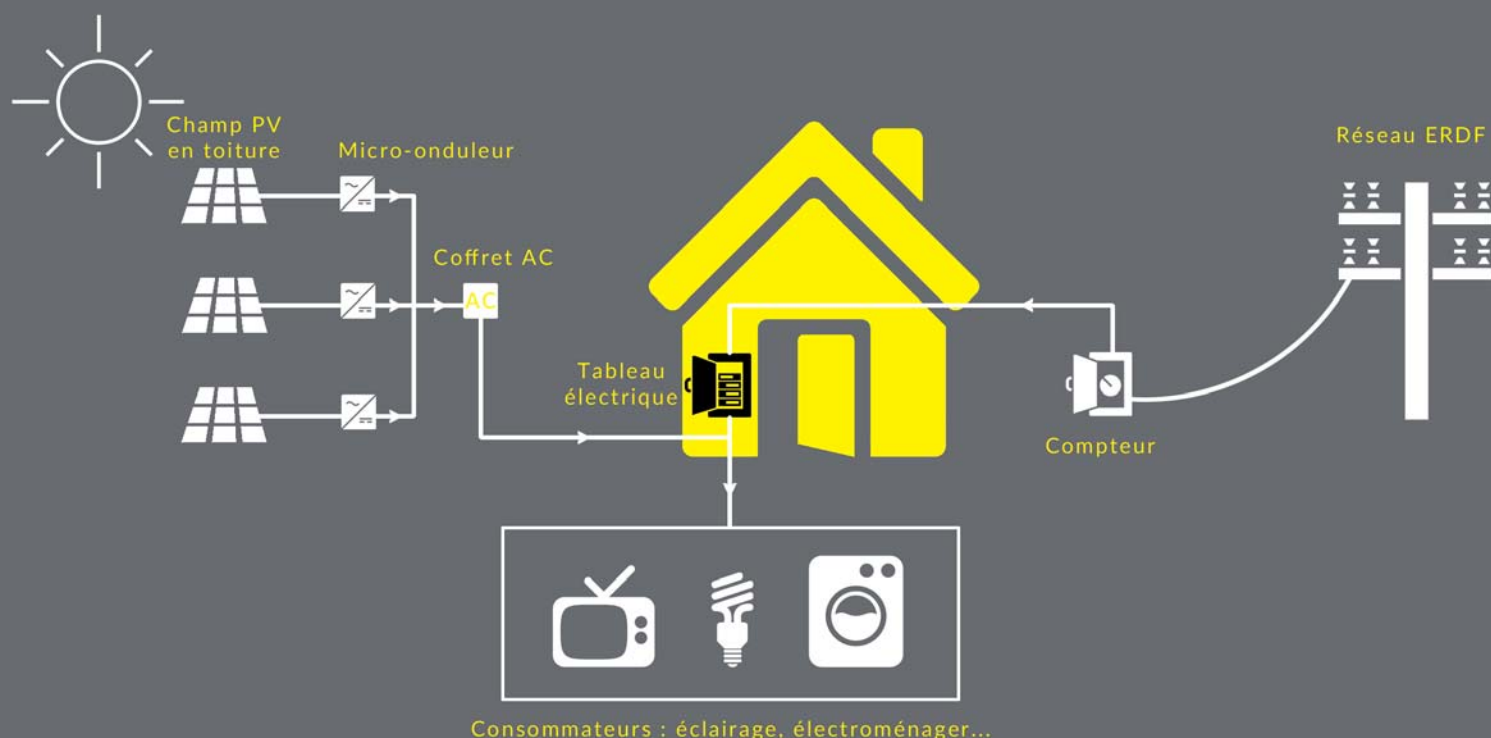 Champ PV
en toiture
Micro-onduleur
Réseau ERDF
Coffret AC
AC
Tableau
électrique
Compteur
Consommateurs : éclairage, électroménager...